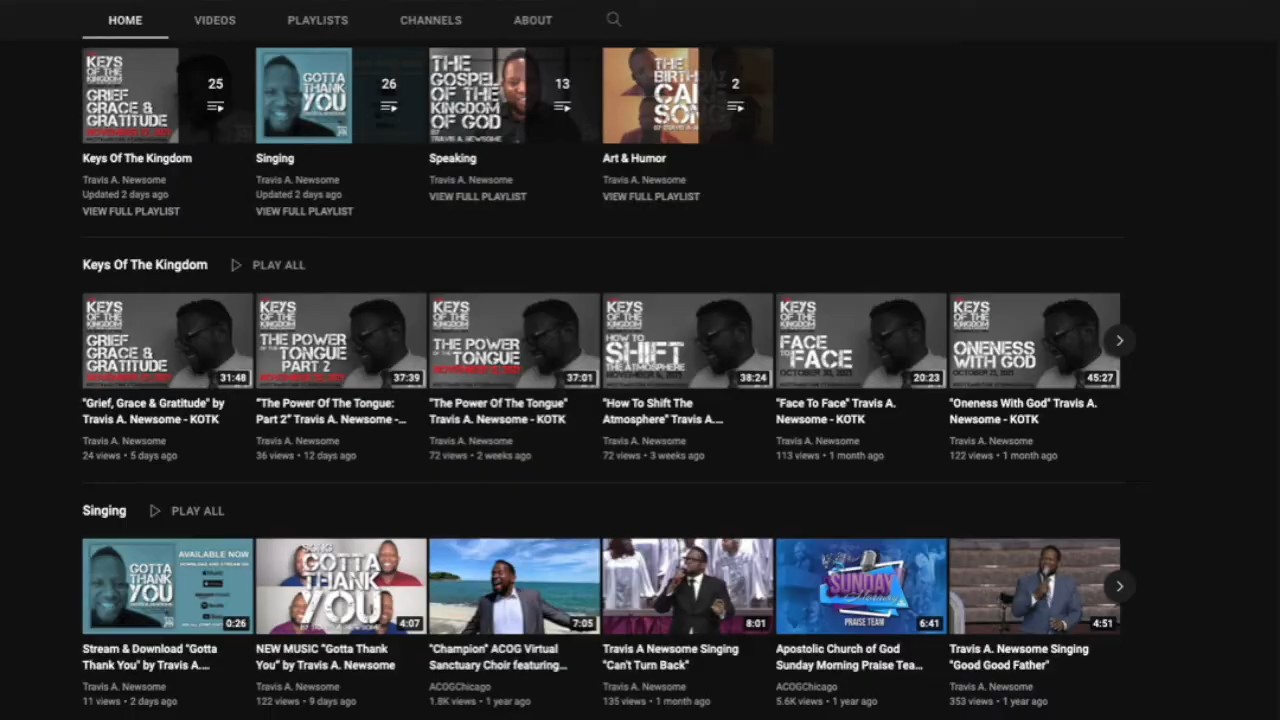 HOME VIDEOS PLAYLISTS CHANNELS ABOUT
KEYS
OF THE
KINGDOM
GRIEF
GRACE &
GRATITUDE
25
GOTTA
THANK
YOU
26
THE
GOSPEL
OF THE
KINGDOM
OF GOD
BY
TRAVIS A. NEWSOME
13
THE
BIRTHDAY
CAKE
SONG
2
Keys Of The Kingdom
Travis A. Newsome
Updated 2 days ago
VIEW FULL PLAYLIST
Singing
Travis A. Newsome
Updated 2 days ago
VIEW FULL PLAYLIST
Speaking
Travis A. Newsome
VIEW FULL PLAYLIST
Art & Humor
Travis A. Newsome
VIEW FULL PLAYLIST
Keys Of The Kingdom PLAY ALL
KEYS
OF THE
KINGDOM
GRIEF
GRACE &
GRATITUDE
31:48
"Grief, Grace & Gratitude" by
Travis A. Newsome - KOTK
Travis A. Newsome
24 views • 5 days ago
KEYS
OF THE
KINGDOM
THE POWER
OF THE TONGUE
PART 2
37:39
"The Power Of The Tongue:
Part 2" Travis A. Newsome -...
Travis A. Newsome
36 views • 12 days ago
KEYS
OF THE
KINGDOM
THE POWER
OF THE TONGUE
37:01
"The Power Of The Tongue"
Travis A. Newsome - KOTK
Travis A. Newsome
72 views • 2 weeks ago
KEYS
OF THE
KINGDOM
HOW TO
SHIFT
THE ATMOSPHERE
38:24
"How To Shift The
Atmosphere" Travis A....
Travis A. Newsome
72 views • 3 weeks ago
KEYS
OF THE
KINGDOM
FACE
TO FACE
20:23
"Face To Face" Travis A.
Newsome - KOTK
Travis A. Newsome
113 views • 1 month ago
KEYS
OF THE
KINGDOM
ONENESS
WITH GOD
45:27
"Oneness With God" Travis A.
Newsome - KOTK
Travis A. Newsome
122 views • 1 month ago
Singing PLAY ALL
GOTTA
THANK
YOU
AVAILABLE NOW
0:26
Stream & Download "Gotta
Thank You" by Travis A....
Travis A. Newsome
11 views • 2 days ago
SONG
GOTTA
THANK
YOU
4:07
NEW MUSIC "Gotta Thank
You" by Travis A. Newsome
Travis A. Newsome
122 views • 9 days ago
7:05
"Champion" ACOG Virtual
Sanctuary Choir featuring...
ACOGChicago
1.8K views • 1 year ago
8:01
Travis A Newsome Singing
"Can't Turn Back"
Travis A. Newsome
135 views • 1 month ago
SUNDAY
Morning
PRAISE TEAM
6:41
Apostolic Church of God
Sunday Morning Praise Tea...
ACOGChicago
5.6K views • 1 year ago
4:51
Travis A. Newsome Singing
"Good Good Father"
Travis A. Newsome
353 views • 1 year ago